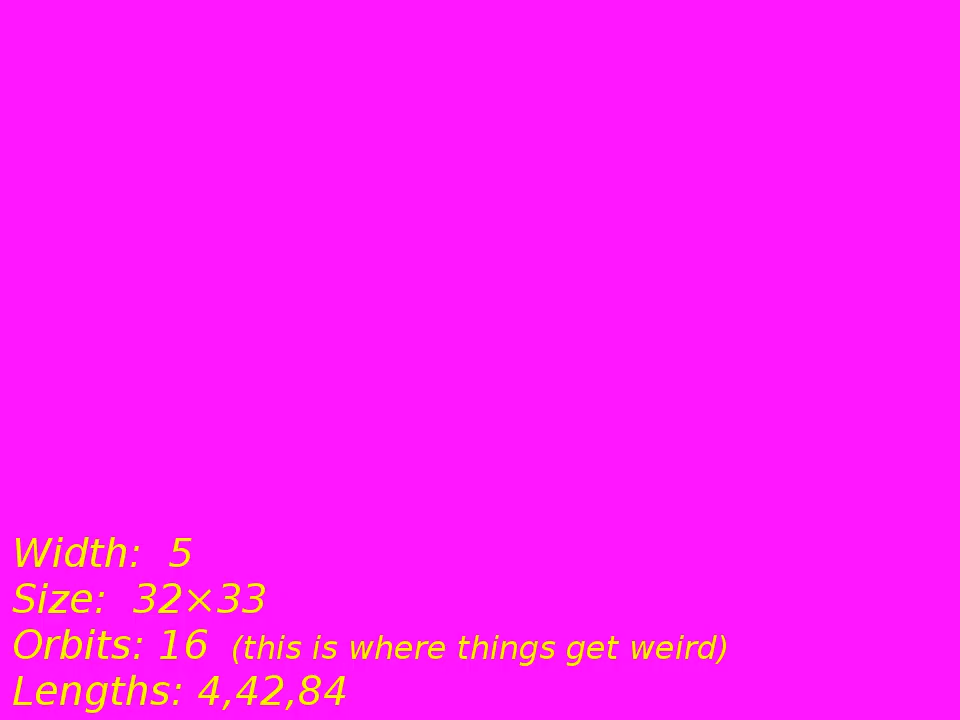 Width: 5
Size: 32×33
Orbits: 16 (this is where things get weird)
Lengths: 4,42,84